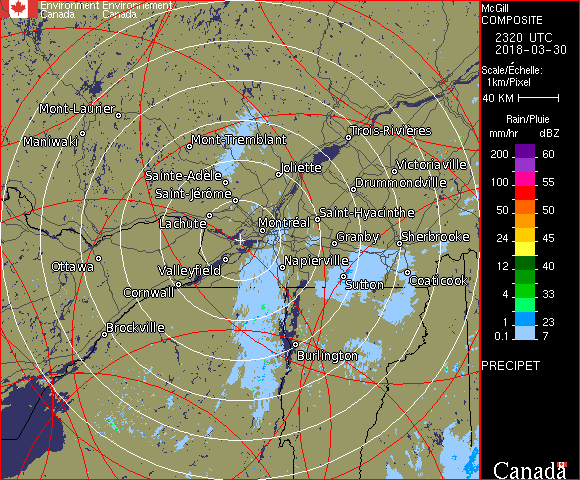 Environment Environnement
Canada Canada
McGill
COMPOSITE
2320 UTC
2018-03-30
Scale/Échelle:
1km/Pixel
40 KM
Rain/Pluie
mm/hr dBZ
200 60
100 55
50 50
24 45
12 40
4 33
2 30
1 23
0.1 7
PRECIPET
Canada
Mont-Laurier
Maniwaki
Mont-Tremblant
Trois-Rivières
Sainte-Adèle
Joliette
Victoriaville
Saint-Jérôme
Drummondville
Lachute
Montréal
Saint-Hyacinthe
Granby
Sherbrooke
Ottawa
Valleyfield
Napierville
Cornwall
Sutton
Coaticook
Brockville
Burlington